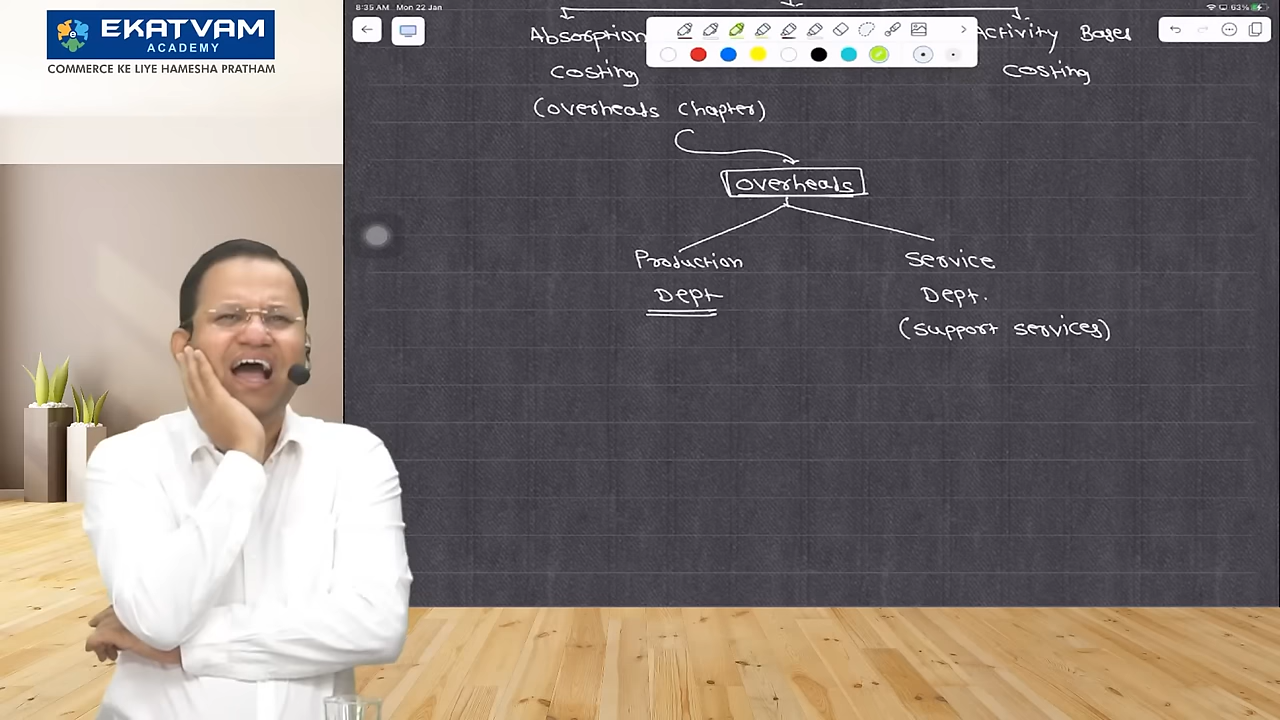 EKATVAM
ACADEMY
COMMERCE KE LIYE HAMESHA PRATHAM
8:35 AM Mon 22 Jan
63%
Absorption
Costing
(overheads chapter)
Activity Based
Costing
overheads
Production
Dept
Service
Dept.
(support services)